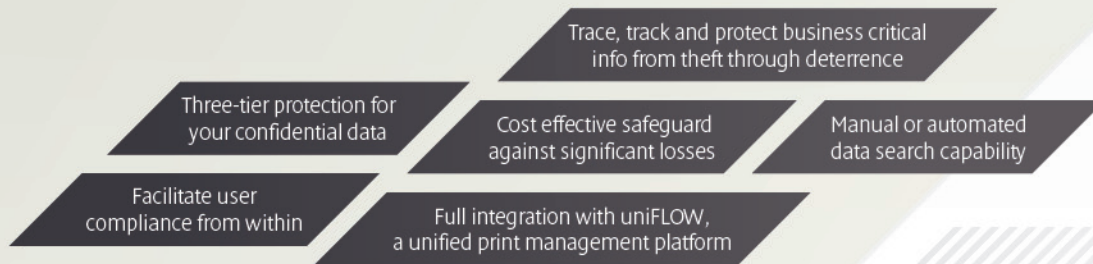 Trace, track and protect business critical
info from theft through deterrence
Three-tier protection for
your confidential data
Cost effective safeguard
against significant losses
Manual or automated
data search capability
Facilitate user
compliance from within
Full integration with uniFLOW,
a unified print management platform